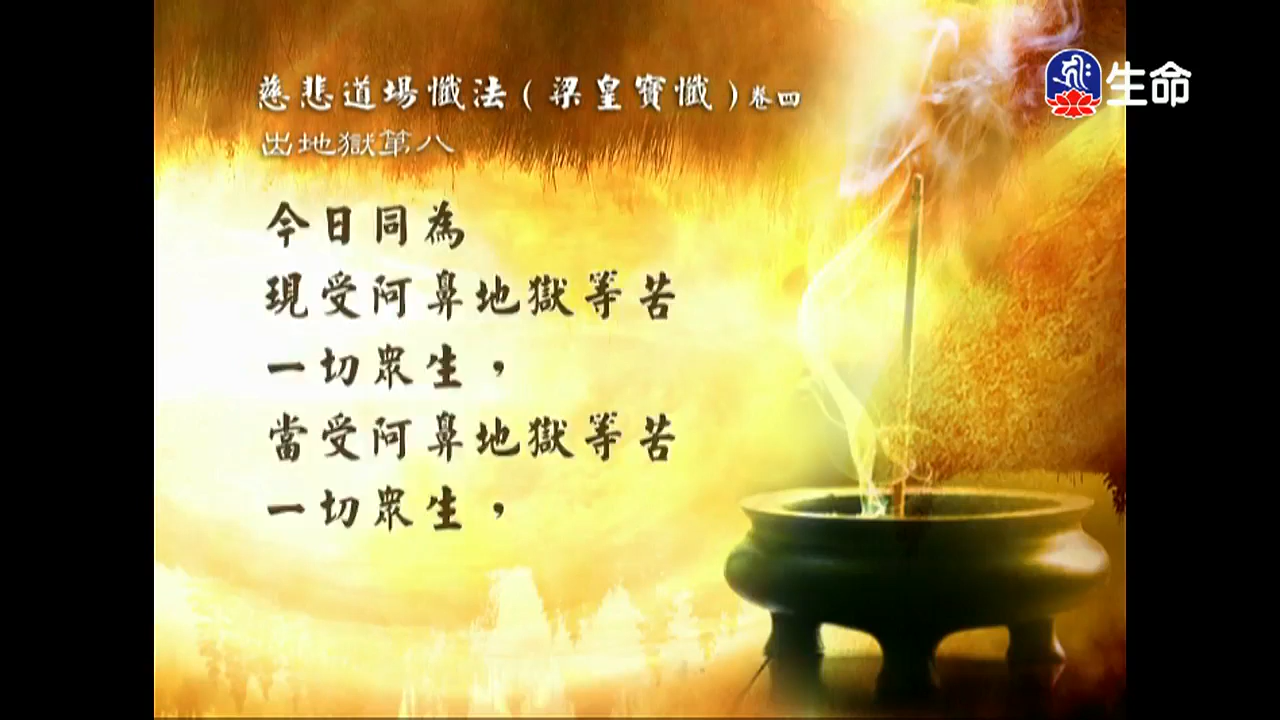 慈悲道場懺法(梁皇寶懺)卷四
生命
出地獄第八
今日同為
現受阿鼻地獄等苦
一切眾生，
當受阿鼻地獄等苦
一切眾生，